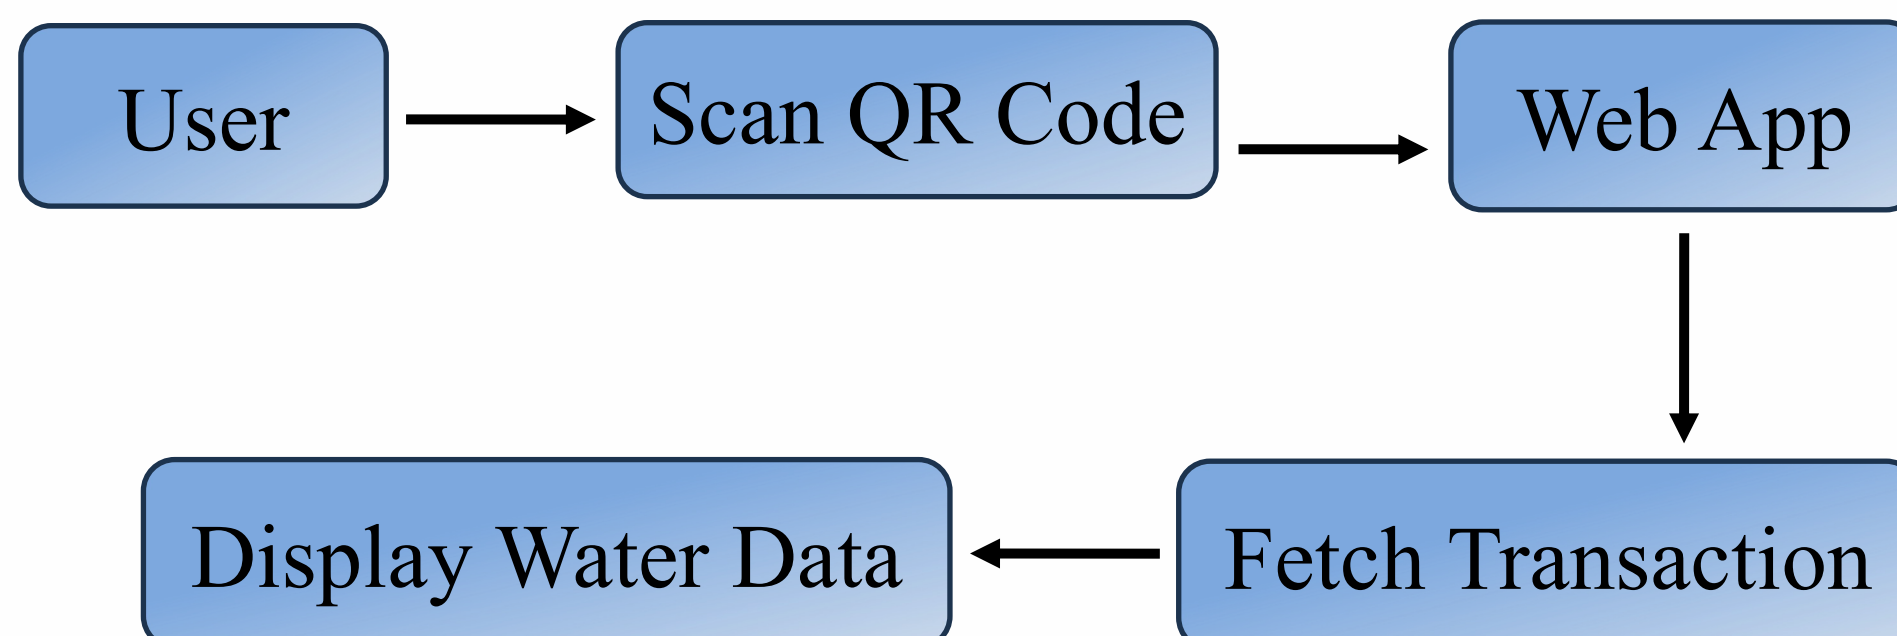 User
Scan QR Code
Web App
Fetch Transaction
Display Water Data